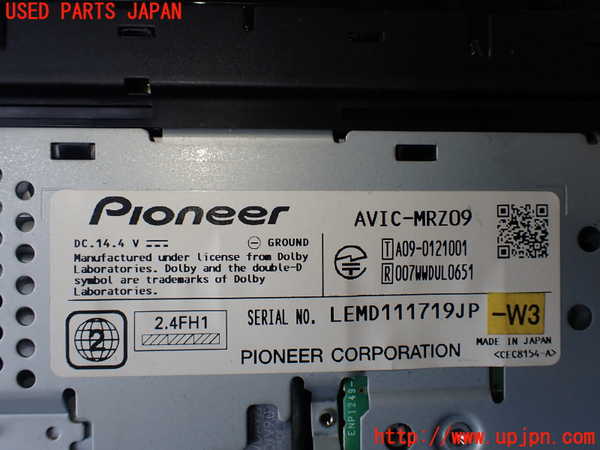 USED PARTS JAPAN
Pioneer
AVIC-MRZ09
DC.14.4 V
GROUND
Manufactured under license from Dolby
Laboratories. Dolby and the double-D
symbol are trademarks of Dolby
Laboratories.
T A09-0121001
R 007WWDUL0651
2
2.4FH1
SERIAL NO. LEMD111719JP
-W3
PIONEER CORPORATION
MADE IN JAPAN
<CEC8154-A>
ENP1249-
http://www.upjpn.com/